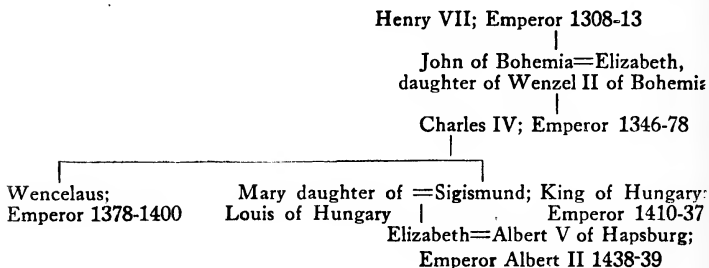 Henry VII; Emperor 1308-13
John of Bohemia=Elizabeth,
daughter of Wenzel II of Bohemia
Charles IV; Emperor 1346-78
Wencelaus; Mary daughter of =Sigismund; King of Hungary:
Emperor 1378-1400 Louis of Hungary Emperor 1410-37
Elizabeth=Albert V of Hapsburg;
Emperor Albert II 1438-39